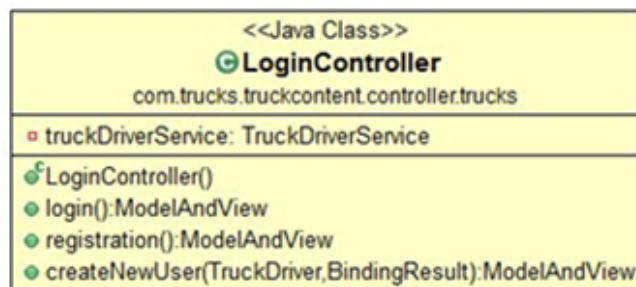 <<Java Class>>
C LoginController
com.trucks.truckcontent.controller.trucks
truckDriverService: TruckDriverService
c LoginController()
login():ModelAndView
registration():ModelAndView
createNewUser(TruckDriver,BindingResult):ModelAndView